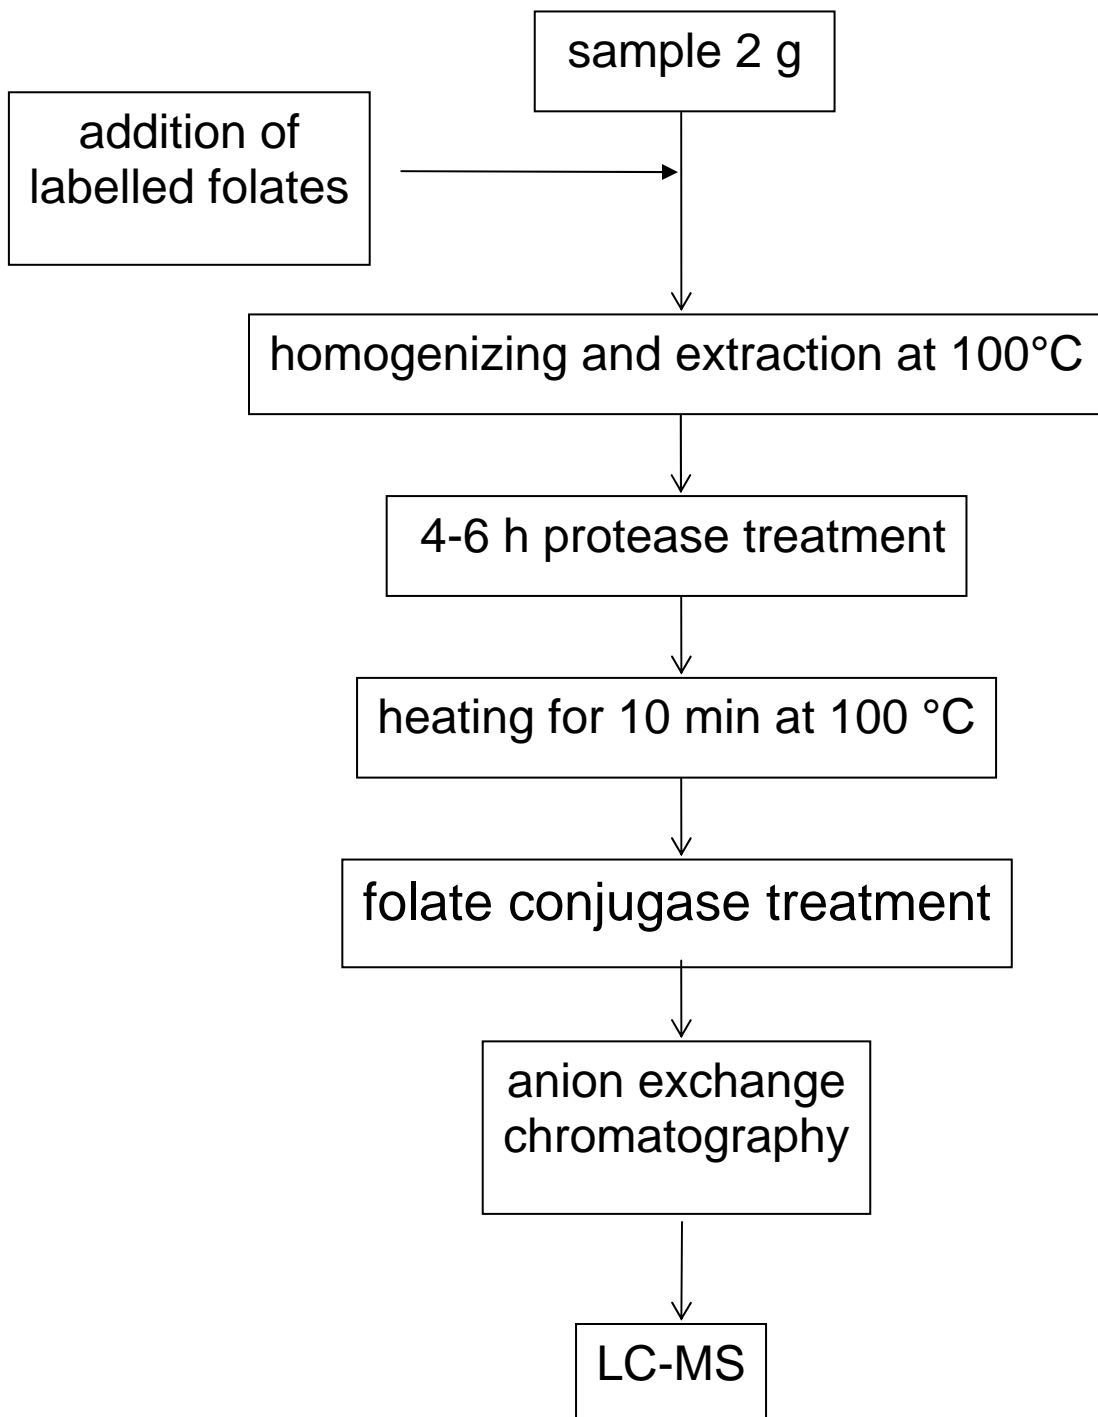 sample 2 g
addition of
labelled folates
homogenizing and extraction at 100°C
4-6 h protease treatment
heating for 10 min at 100 °C
folate conjugase treatment
anion exchange
chromatography
LC-MS